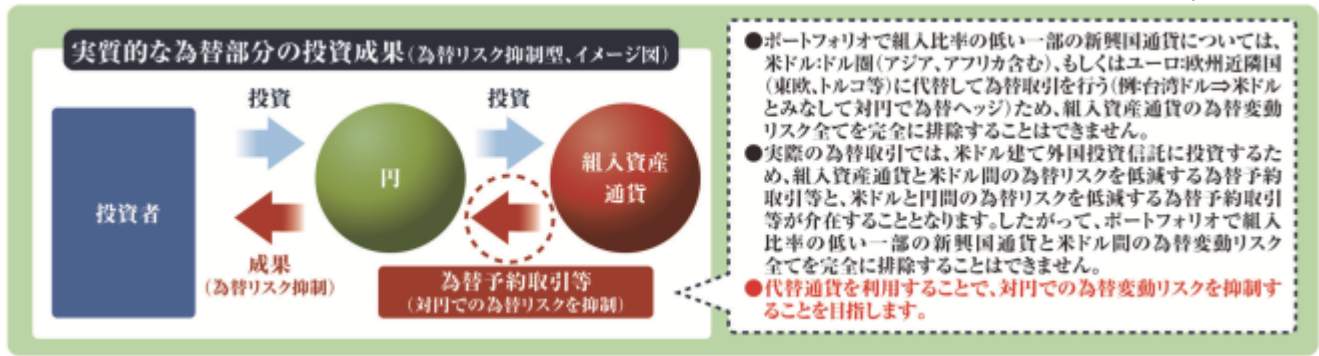 実質的な為替部分の投資成果(為替リスク抑制型、イメージ図)
投資
投資
投資者
円
組入資産
通貨
成果
(為替リスク抑制)
為替予約取引等
(対円での為替リスクを抑制)
●ポートフォリオで組入比率の低い一部の新興国通貨については、
米ドル:ドル圏(アジア、アフリカ含む)、もしくはユーロ:欧州近隣国
(東欧、トルコ等)に代替して為替取引を行う(例:台湾ドル⇒米ドル
とみなして対円で為替ヘッジ)ため、組入資産通貨の為替変動
リスク全てを完全に排除することはできません。
●実際の為替取引では、米ドル建て外国投資信託に投資するた
め、組入資産通貨と米ドル間の為替リスクを低減する為替予約
取引等と、米ドルと円間の為替リスクを低減する為替予約取引
等が介在することとなります。したがって、ポートフォリオで組入
比率の低い一部の新興国通貨と米ドル間の為替変動リスク
全てを完全に排除することはできません。
●代替通貨を利用することで、対円での為替変動リスクを抑制す
ることを目指します。